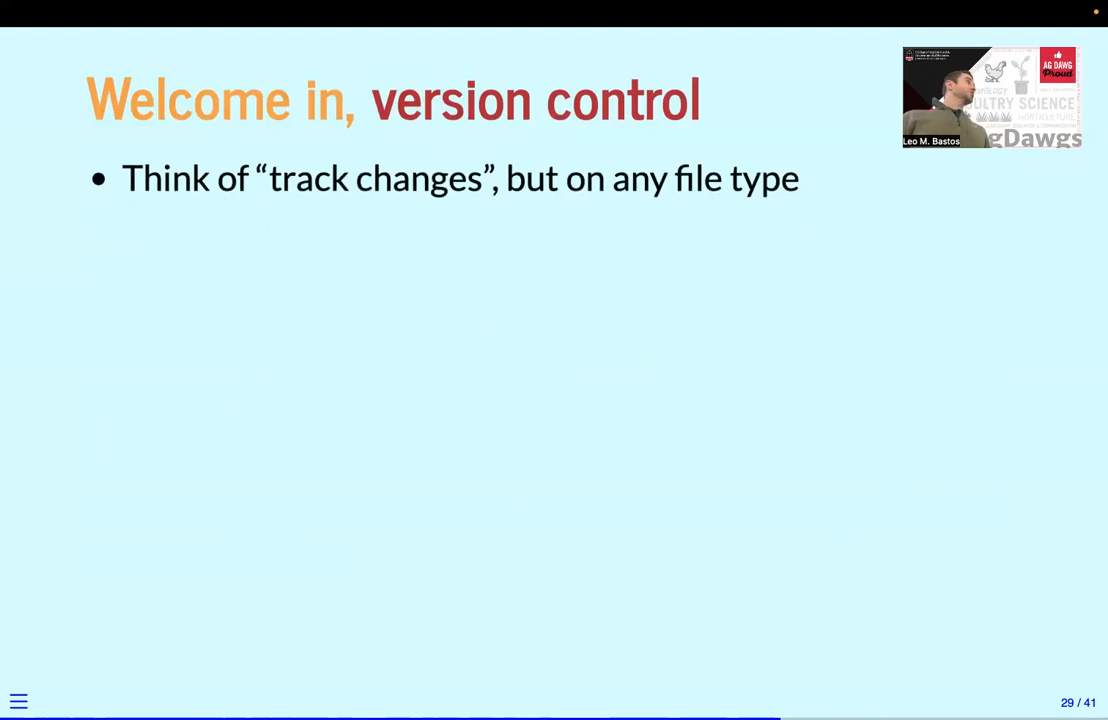 Welcome in, version control
• Think of “track changes”, but on any file type
AG DAWG
Proud
OULTRY SCIENCE
HORTICULTURE
gDawgs
Leo M. Bastos
29 / 41